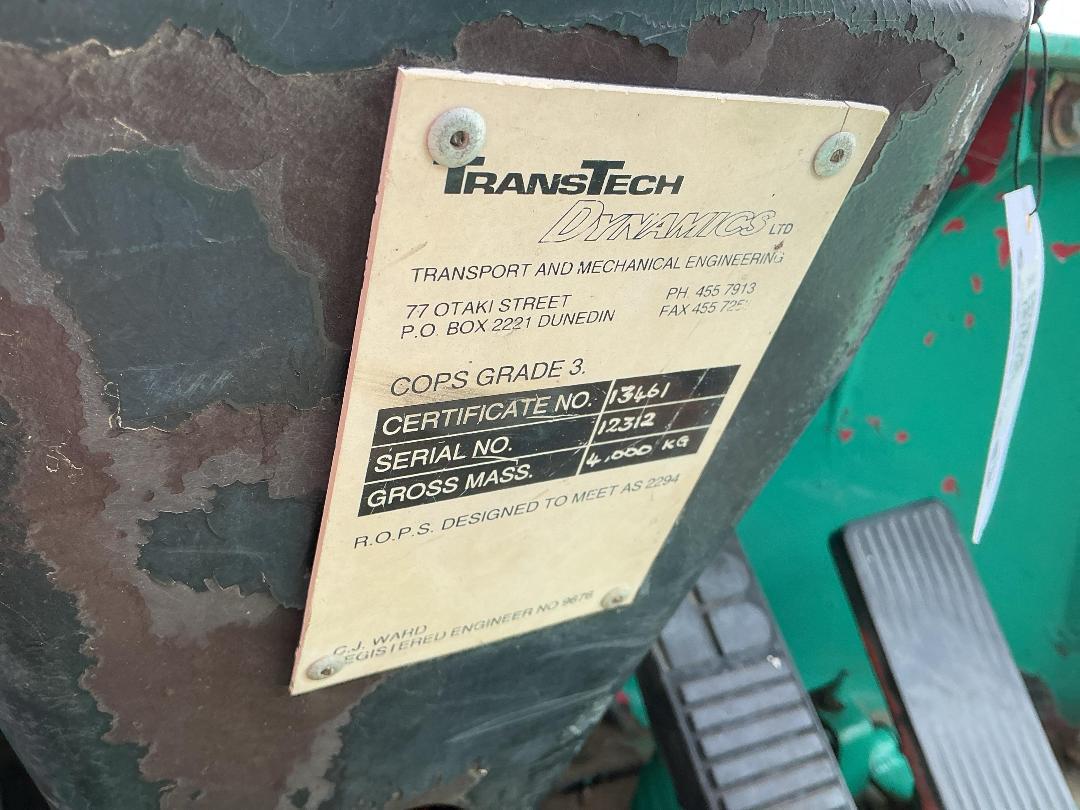 TRANSTECH
DYNAMICS LTD
TRANSPORT AND MECHANICAL ENGINEERING
77 OTAKI STREET PH. 455 7913
P.O. BOX 2221 DUNEDIN FAX 455
COPS GRADE 3.
CERTIFICATE NO. 13461
SERIAL NO. 12312
GROSS MASS. 4,000 KG
R.O.P.S. DESIGNED TO MEET AS 2294
C.J. WARD
REGISTERED ENGINEER NO 9676